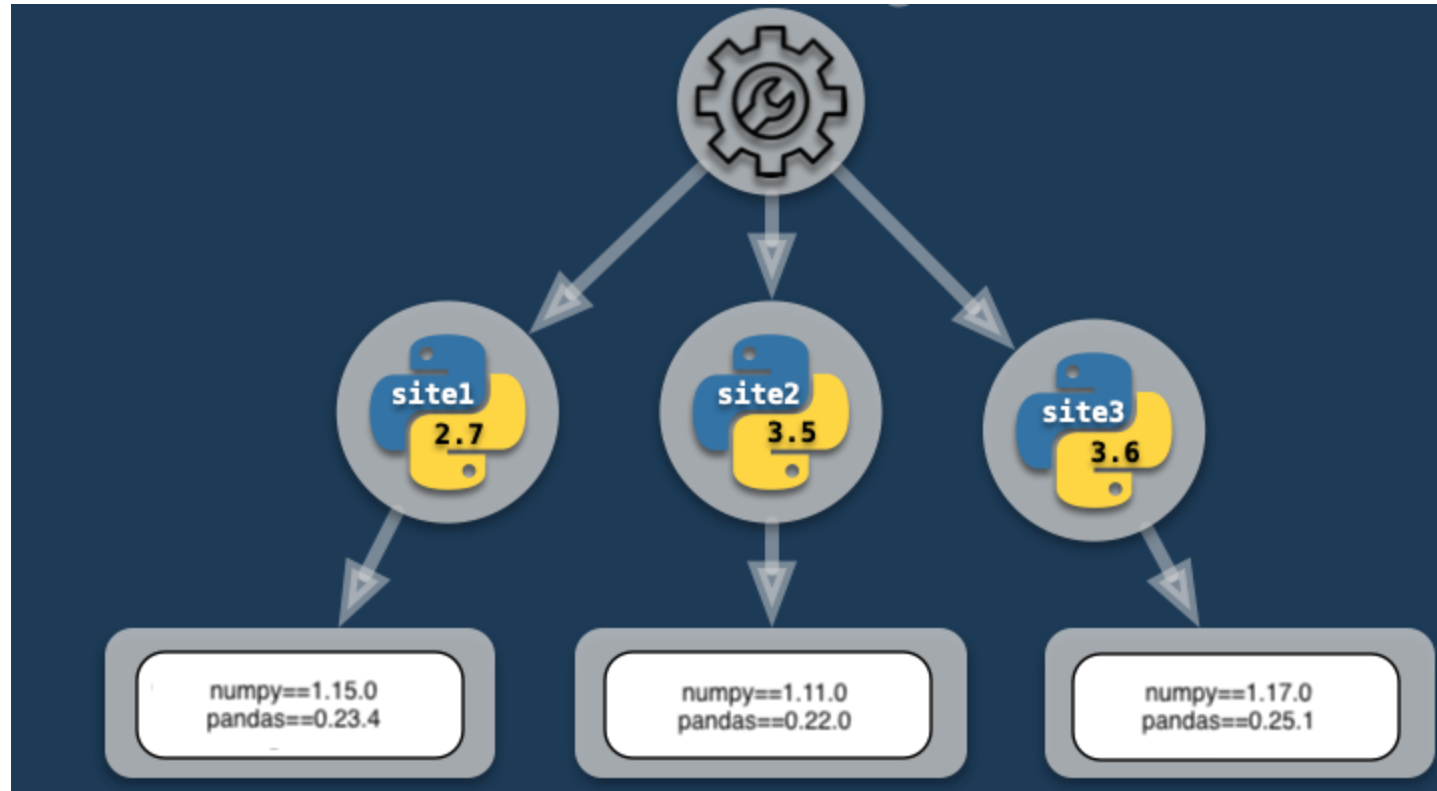 site1
2.7
site2
3.5
site3
3.6
numpy==1.15.0
pandas==0.23.4
numpy==1.11.0
pandas==0.22.0
numpy==1.17.0
pandas==0.25.1